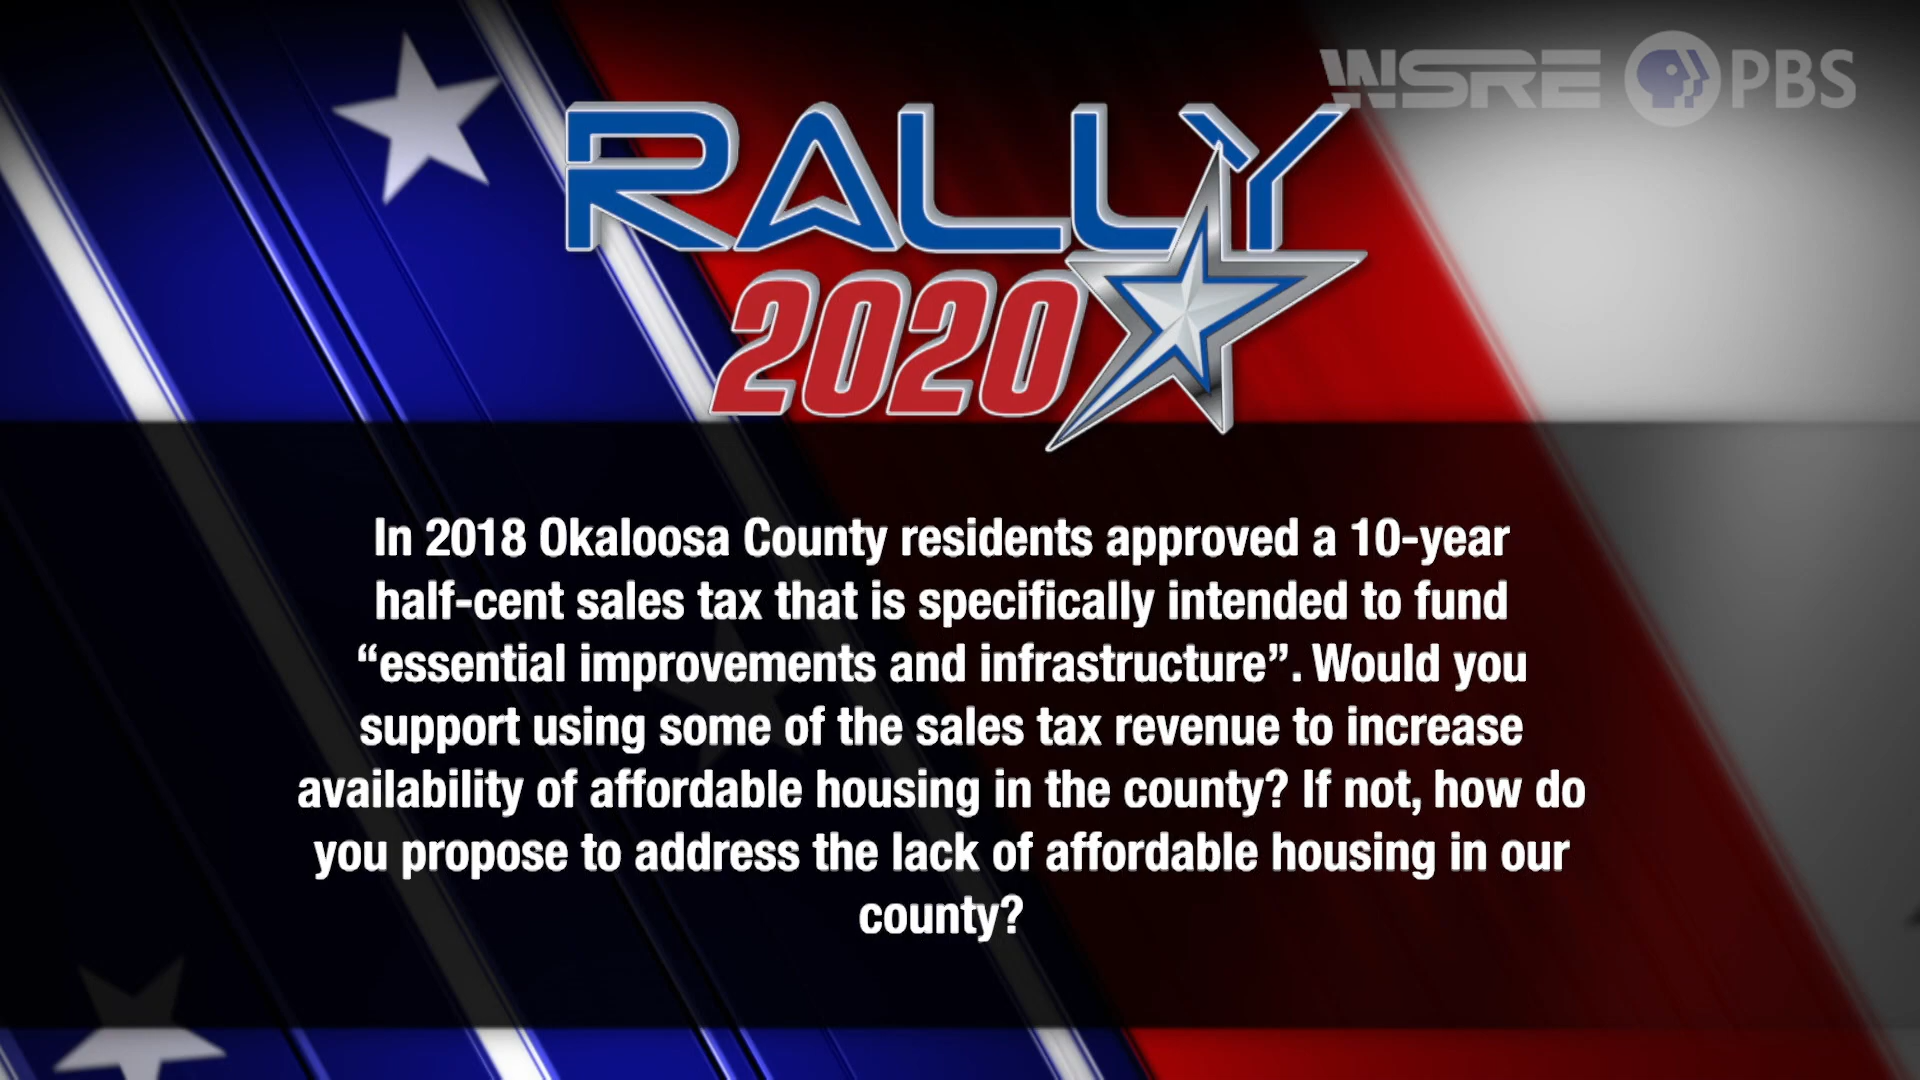 WSRE PBS
RALLY
2020
In 2018 Okaloosa County residents approved a 10-year
half-cent sales tax that is specifically intended to fund
“essential improvements and infrastructure”. Would you
support using some of the sales tax revenue to increase
availability of affordable housing in the county? If not, how do
you propose to address the lack of affordable housing in our
county?